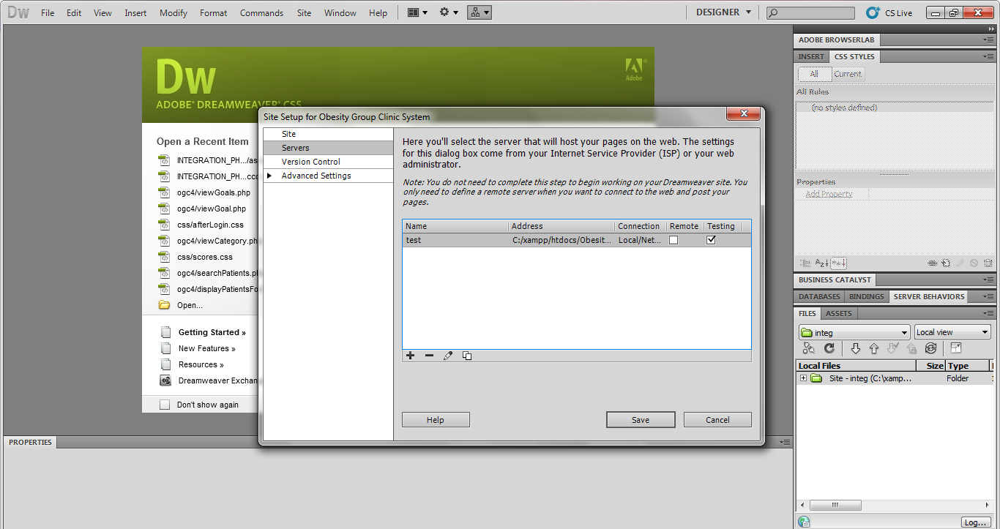 Dw File Edit View Insert Modify Format Commands Site Window Help DESIGNER CS Live
ADOBE BROWSERLAB
INSERT CSS STYLES
All Current
All Rules
(no styles defined)
Properties
Add Property
BUSINESS CATALYST
DATABASES BINDINGS SERVER BEHAVIORS
FILES ASSETS
integ Local view
Local Files Size Type
Site - integ (C:\xamp... Folder
Log...
Dw
ADOBE® DREAMWEAVER® CS5
Adobe
Open a Recent Item
INTEGRATION_PH.../as
INTEGRATION_PH...cco
ogc4/viewGoals.php
ogc4/viewGoal.php
css/afterLogin.css
ogc4/viewCategory.ph
css/scores.css
ogc4/searchPatients.p
ogc4/displayPatientsFo
Open...
Getting Started »
New Features »
Resources »
Dreamweaver Exchan
Don't show again
Site Setup for Obesity Group Clinic System
Site
Servers
Version Control
Advanced Settings
Here you'll select the server that will host your pages on the web. The settings
for this dialog box come from your Internet Service Provider (ISP) or your web
administrator.
Note: You do not need to complete this step to begin working on your Dreamweaver site. You
only need to define a remote server when you want to connect to the web and post your
pages.
Name Address Connection Remote Testing
test C:/xampp/htdocs/Obesit... Local/Net...
Help Save Cancel
PROPERTIES